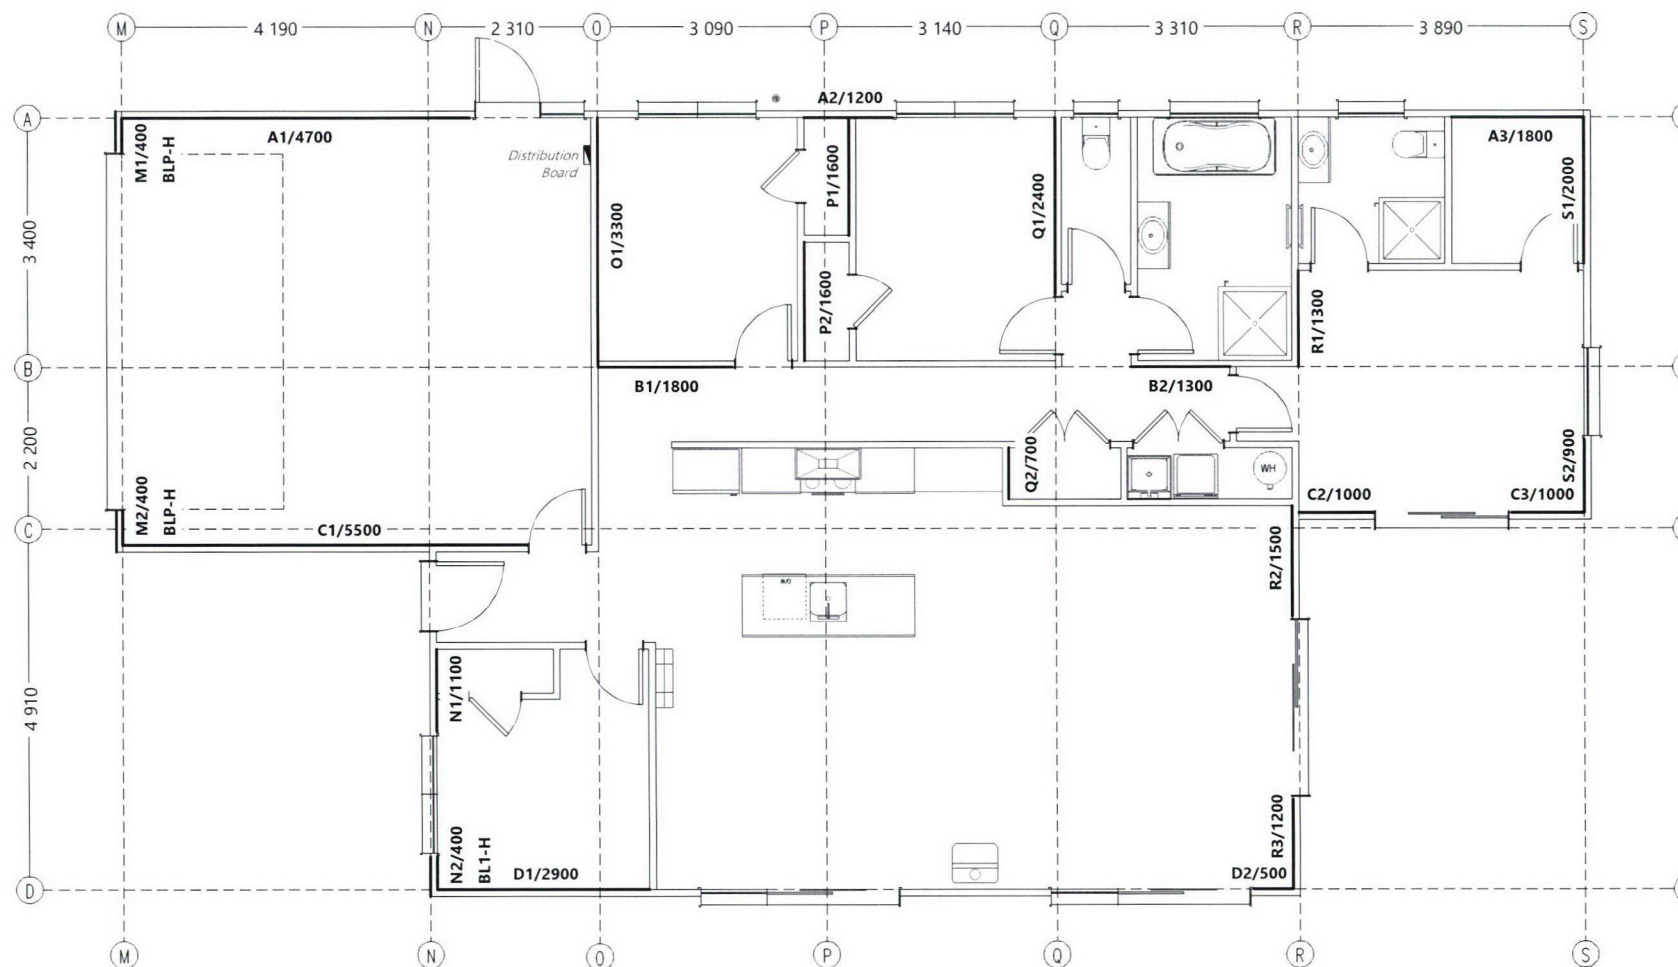 M
4 190
N
2 310
O
3 090
P
3 140
Q
3 310
R
3 890
S
A
A2/1200
A1/4700
M1/400
BLP-H
Distribution
Board
P1/1600
Q1/2400
A3/1800
S1/2000
3 400
O1/3300
P2/1600
R1/1300
B
B1/1800
B2/1300
2 200
Q2/700
WH
S2/900
M2/400
BLP-H
C2/1000
C3/1000
C
C1/5500
R2/1500
4 910
N1/1100
N2/400
BL1-H
D1/2900
R3/1200
D2/500
D
M
N
O
P
Q
R
S